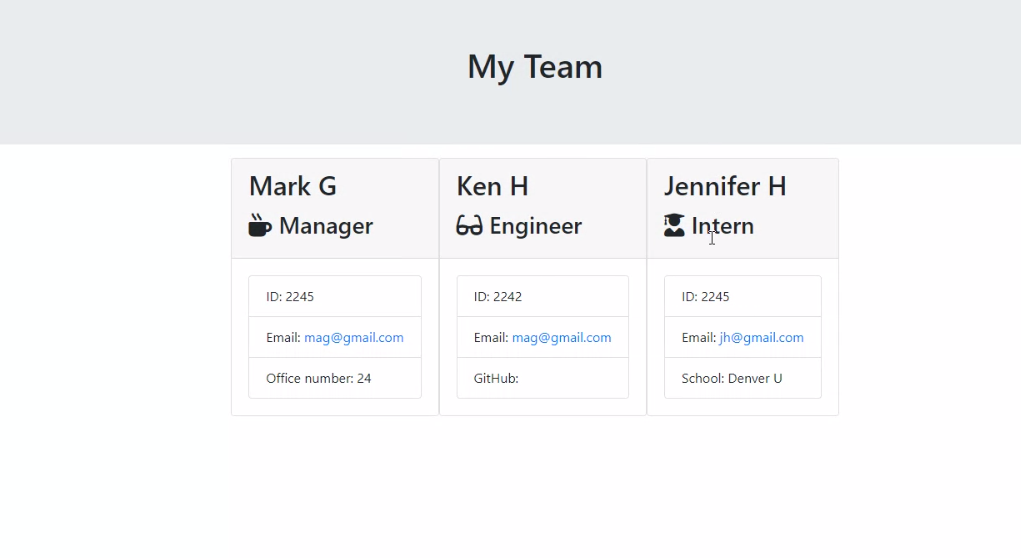 My Team
Mark G
Manager
ID: 2245
Email: mag@gmail.com
Office number: 24
Ken H
Engineer
ID: 2242
Email: mag@gmail.com
GitHub:
Jennifer H
Intern
ID: 2245
Email: jh@gmail.com
School: Denver U